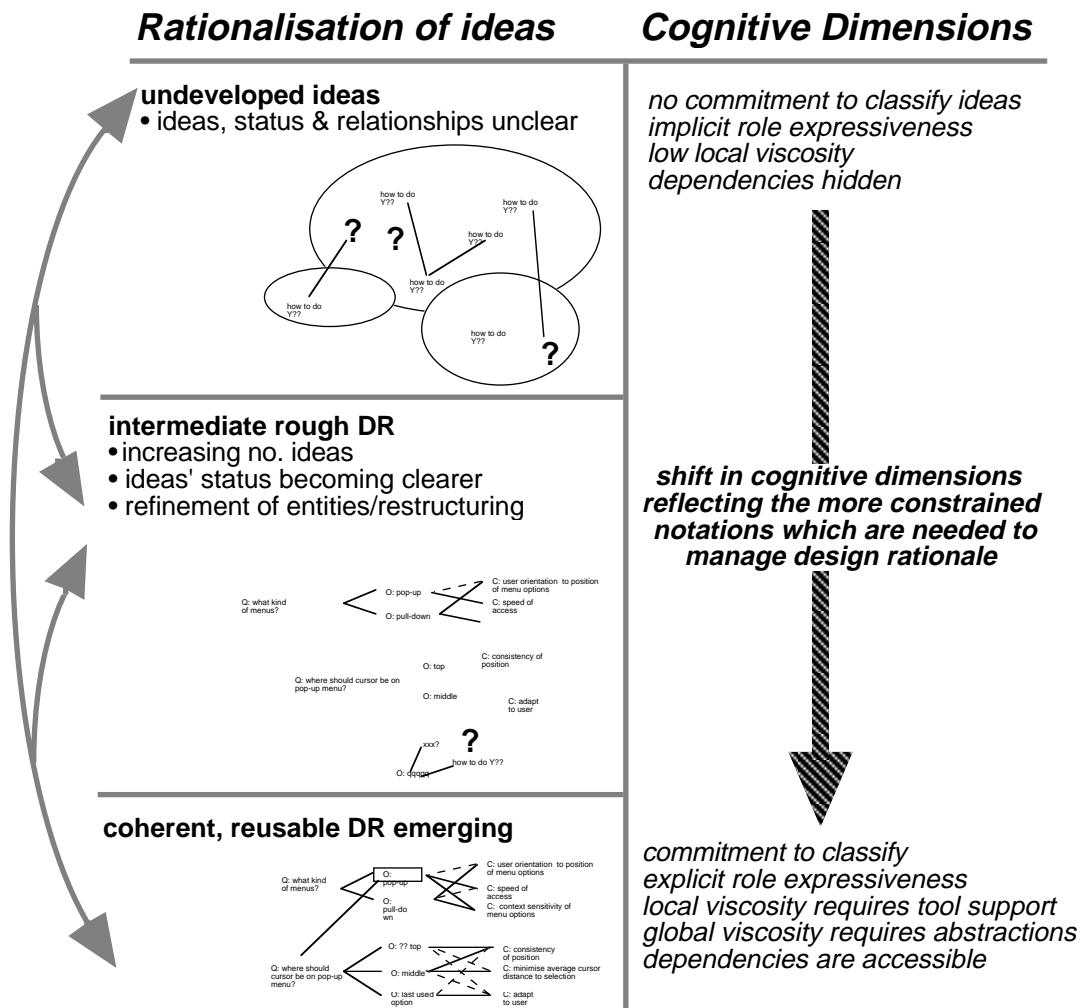 Rationalisation of ideas
Cognitive Dimensions
undeveloped ideas
• ideas, status & relationships unclear
how to do
Y??
how to do
Y??
?
?
how to do
Y??
how to do
Y??
how to do
Y??
how to do
Y??
?
no commitment to classify ideas
implicit role expressiveness
low local viscosity
dependencies hidden
intermediate rough DR
• increasing no. ideas
• ideas' status becoming clearer
• refinement of entities/restructuring
shift in cognitive dimensions
reflecting the more constrained
notations which are needed to
manage design rationale
Q: what kind
of menus?
O: pop-up
O: pull-down
C: user orientation to position
of menu options
C: speed of
access
Q: where should cursor be on
pop-up menu?
O: top
O: middle
C: consistency of
position
C: adapt
to user
xxx?
?
how to do Y??
O: qqqqq
coherent, reusable DR emerging
Q: what kind
of menus?
O:
pop-up
O:
pull-do
wn
C: user orientation to position
of menu options
C: speed of
access
C: context sensitivity of
menu options
Q: where should
cursor be on pop-up
menu?
O: ?? top
O: middle
O: last used
option
C: consistency
of position
C: minimise average cursor
distance to selection
C: adapt
to user
commitment to classify
explicit role expressiveness
local viscosity requires tool support
global viscosity requires abstractions
dependencies are accessible